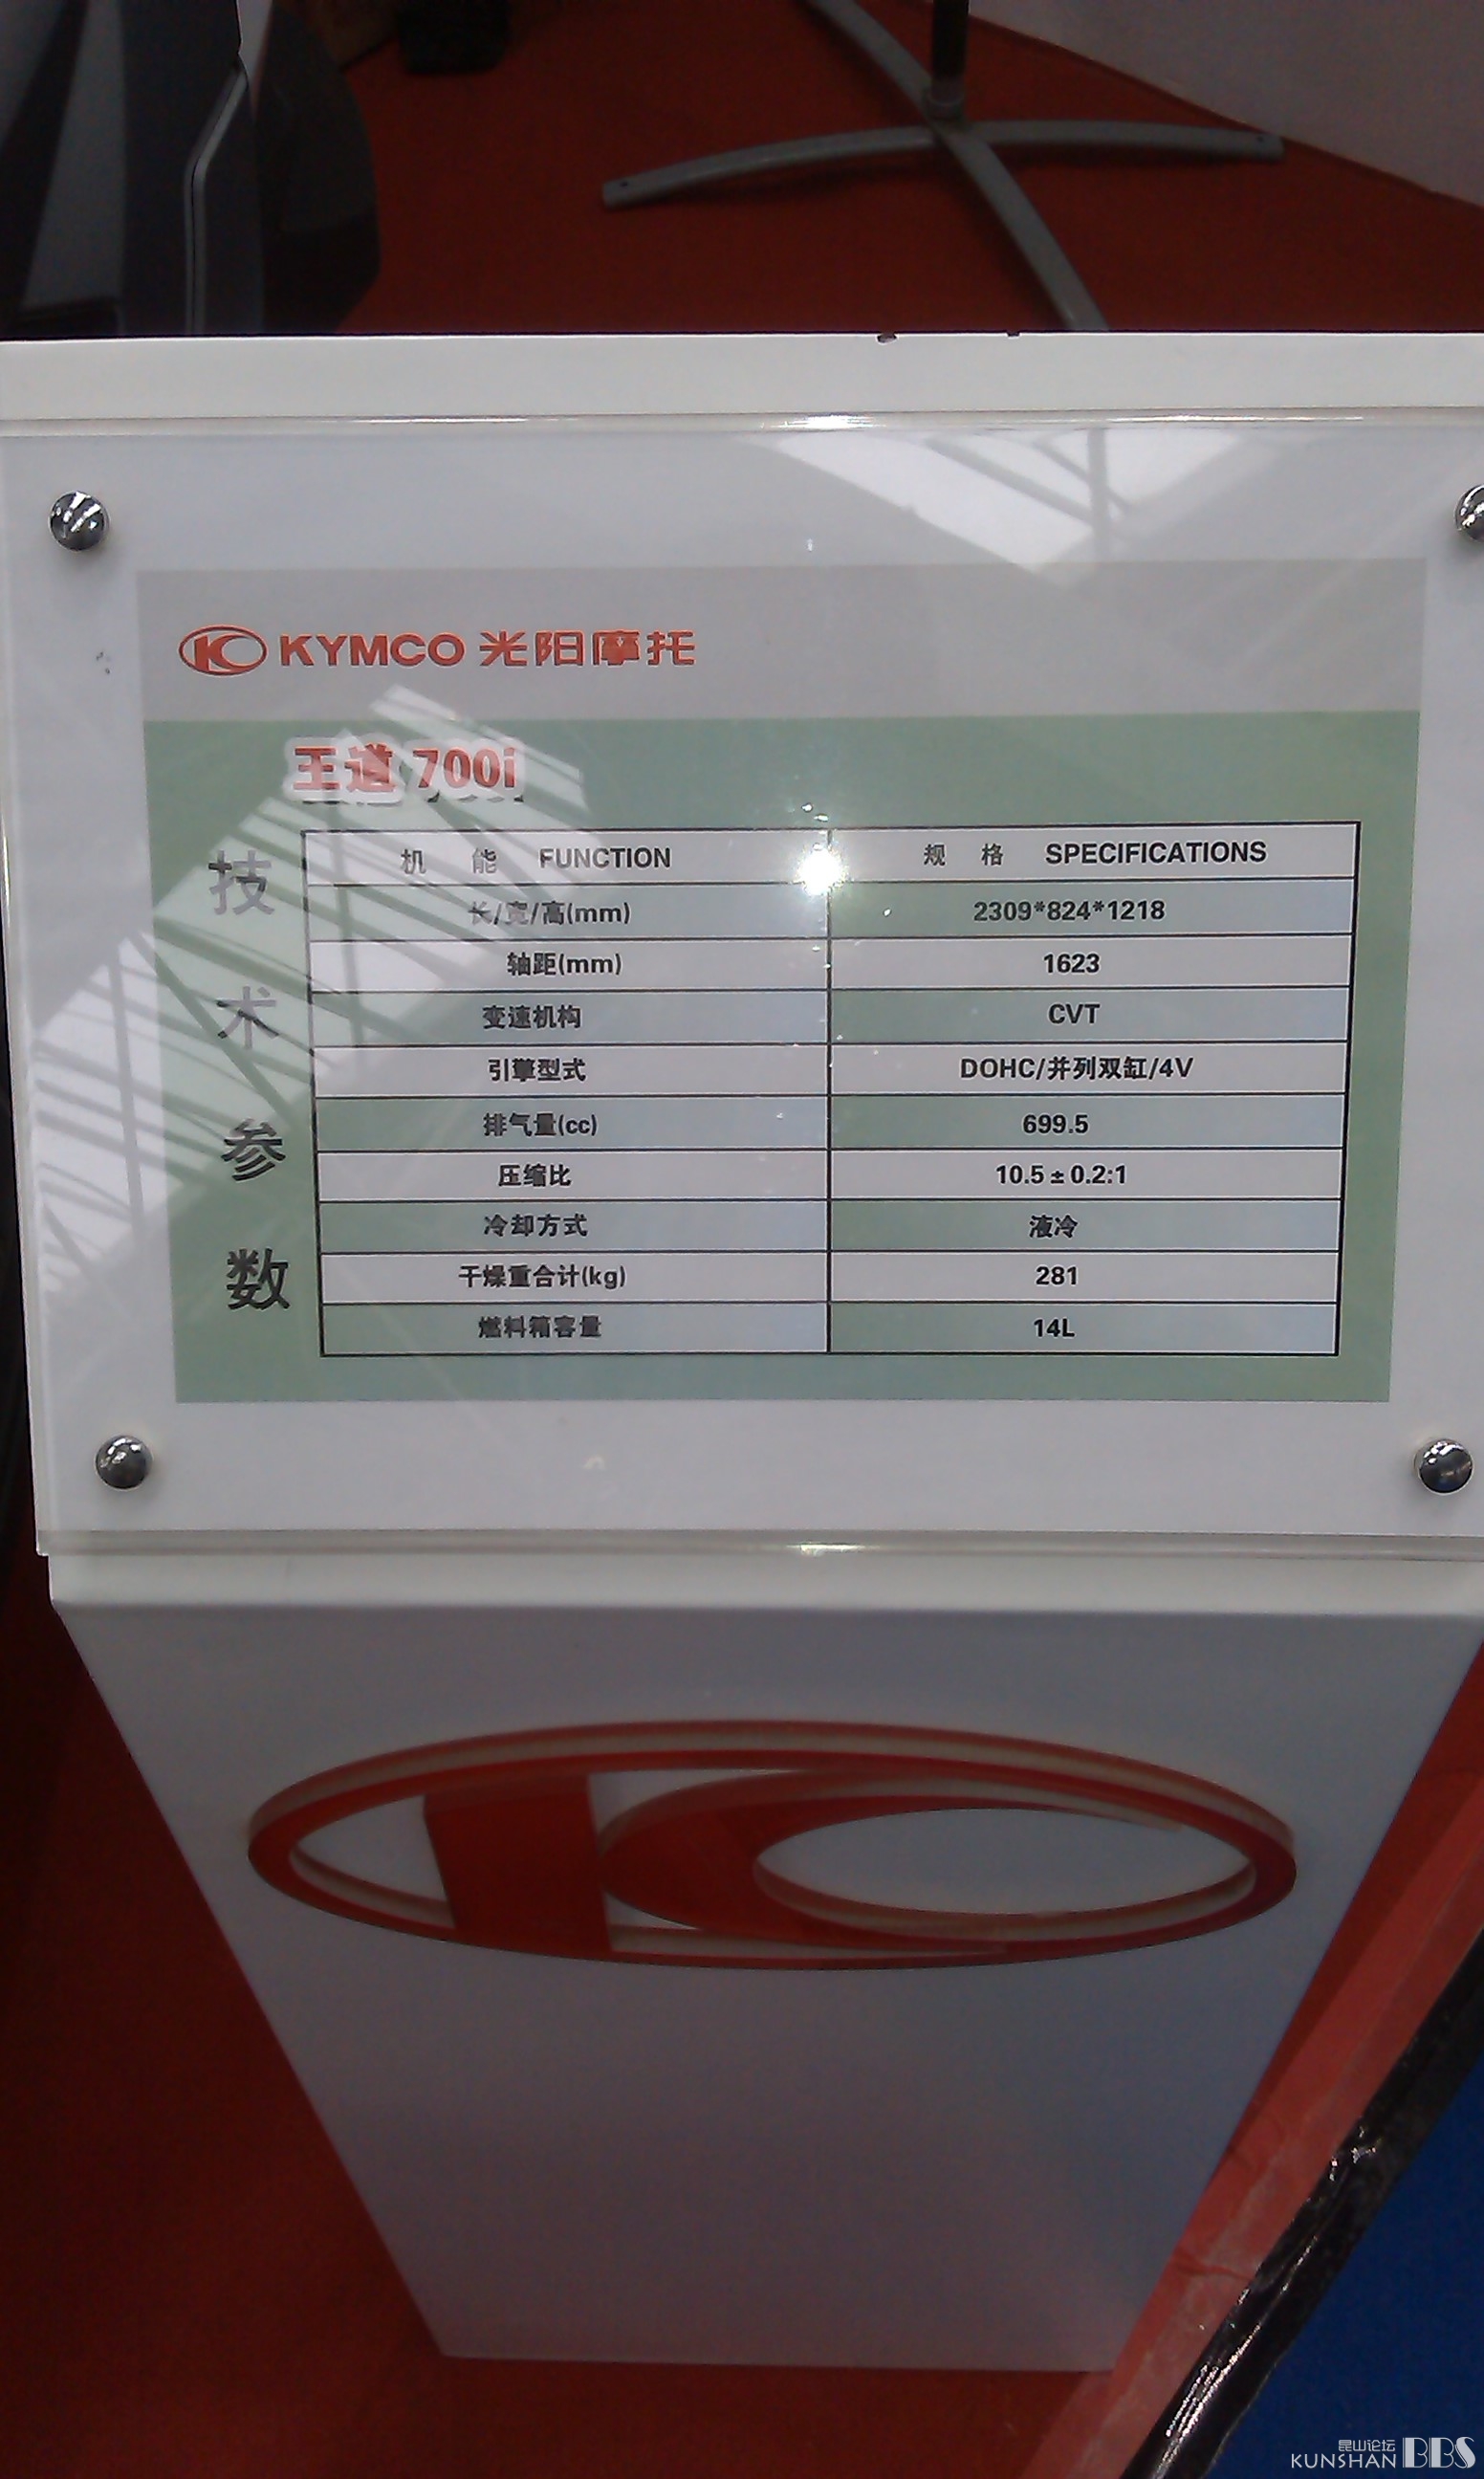 KYMCO 光阳摩托
王道 700i
技术参数
机 能 FUNCTION 规 格 SPECIFICATIONS
长/宽/高(mm) 2309*824*1218
轴距(mm) 1623
变速机构 CVT
引擎型式 DOHC/并列双缸/4V
排气量(cc) 699.5
压缩比 10.5±0.2:1
冷却方式 液冷
干燥重合计(kg) 281
燃料箱容量 14L
昆山论坛
KUNSHAN BBS